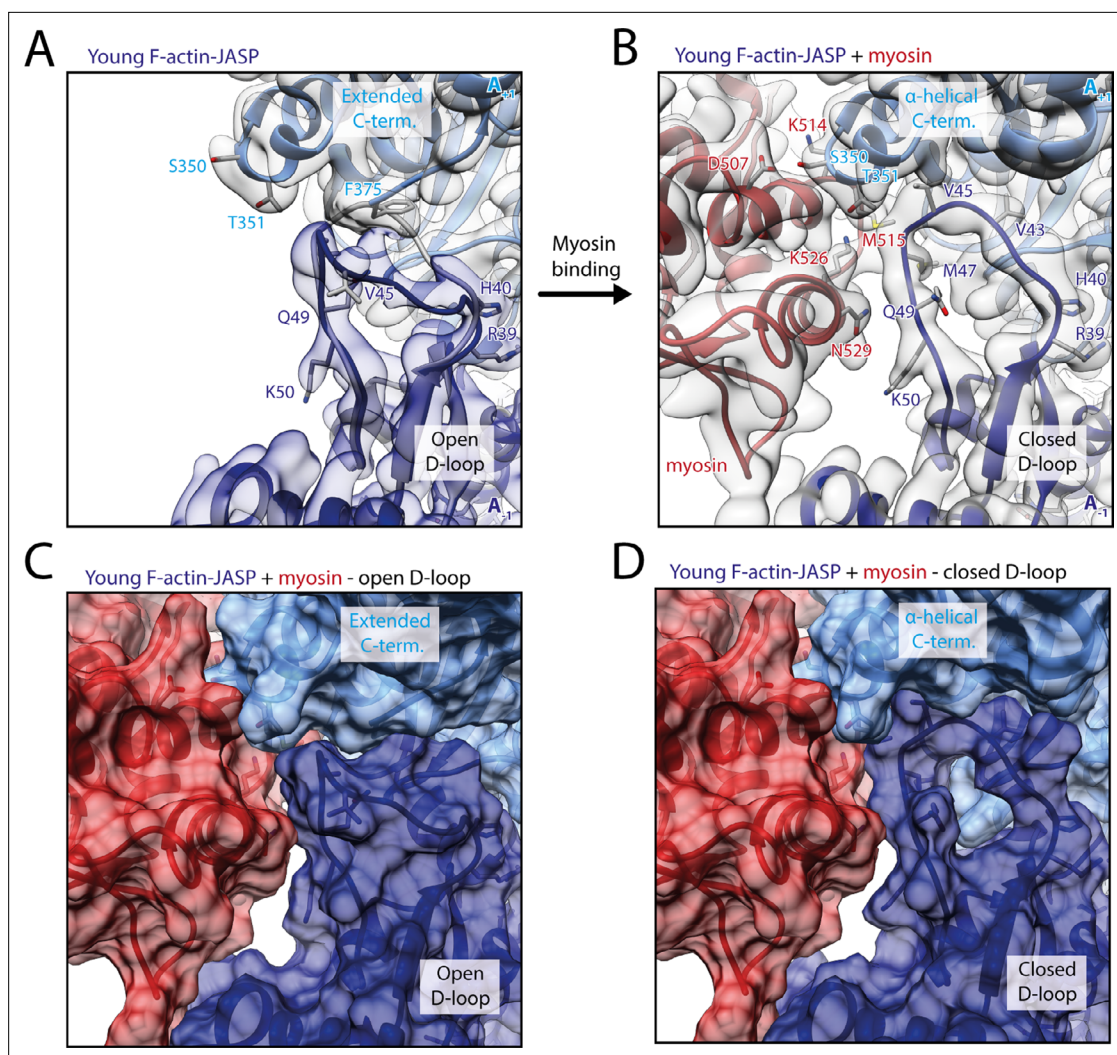 A
Young F-actin-JASP
Extended
C-term.
A+1
S350
T351
F375
V45
H40
Q49
R39
K50
Open
D-loop
A-1
Myosin
binding
B
Young F-actin-JASP + myosin
α-helical
C-term.
A+1
K514
S350
D507
T351
V45
V43
M515
K526
M47
H40
Q49
R39
N529
K50
myosin
Closed
D-loop
A-1
C
Young F-actin-JASP + myosin - open D-loop
Extended
C-term.
Open
D-loop
D
Young F-actin-JASP + myosin - closed D-loop
α-helical
C-term.
Closed
D-loop